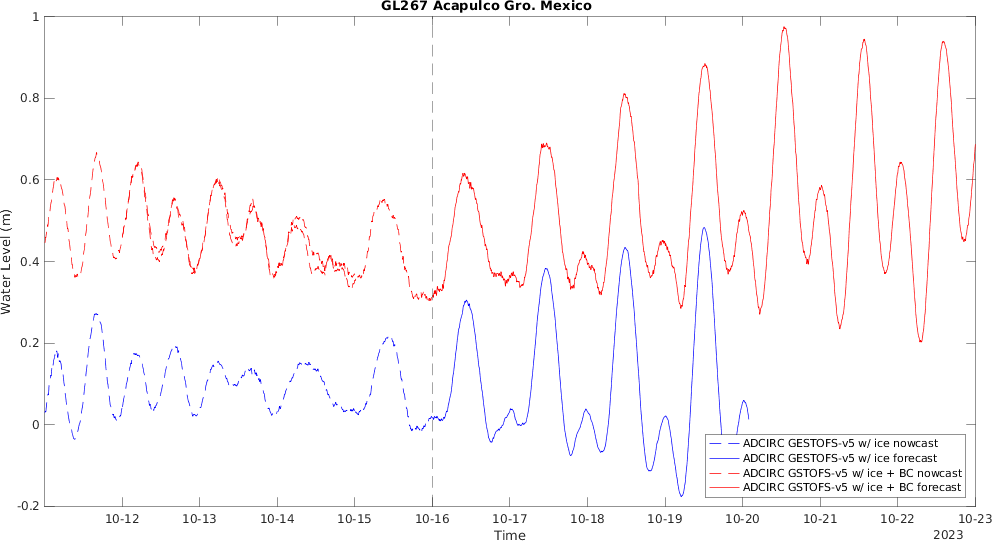 GL267 Acapulco Gro. Mexico
Water Level (m)
1
0.8
0.6
0.4
0.2
0
-0.2
10-12 10-13 10-14 10-15 10-16 10-17 10-18 10-19 10-20 10-21 10-22 10-23
Time
2023
ADCIRC GESTOFS-v5 w/ ice nowcast
ADCIRC GESTOFS-v5 w/ ice forecast
ADCIRC GSTOFS-v5 w/ ice + BC nowcast
ADCIRC GSTOFS-v5 w/ ice + BC forecast